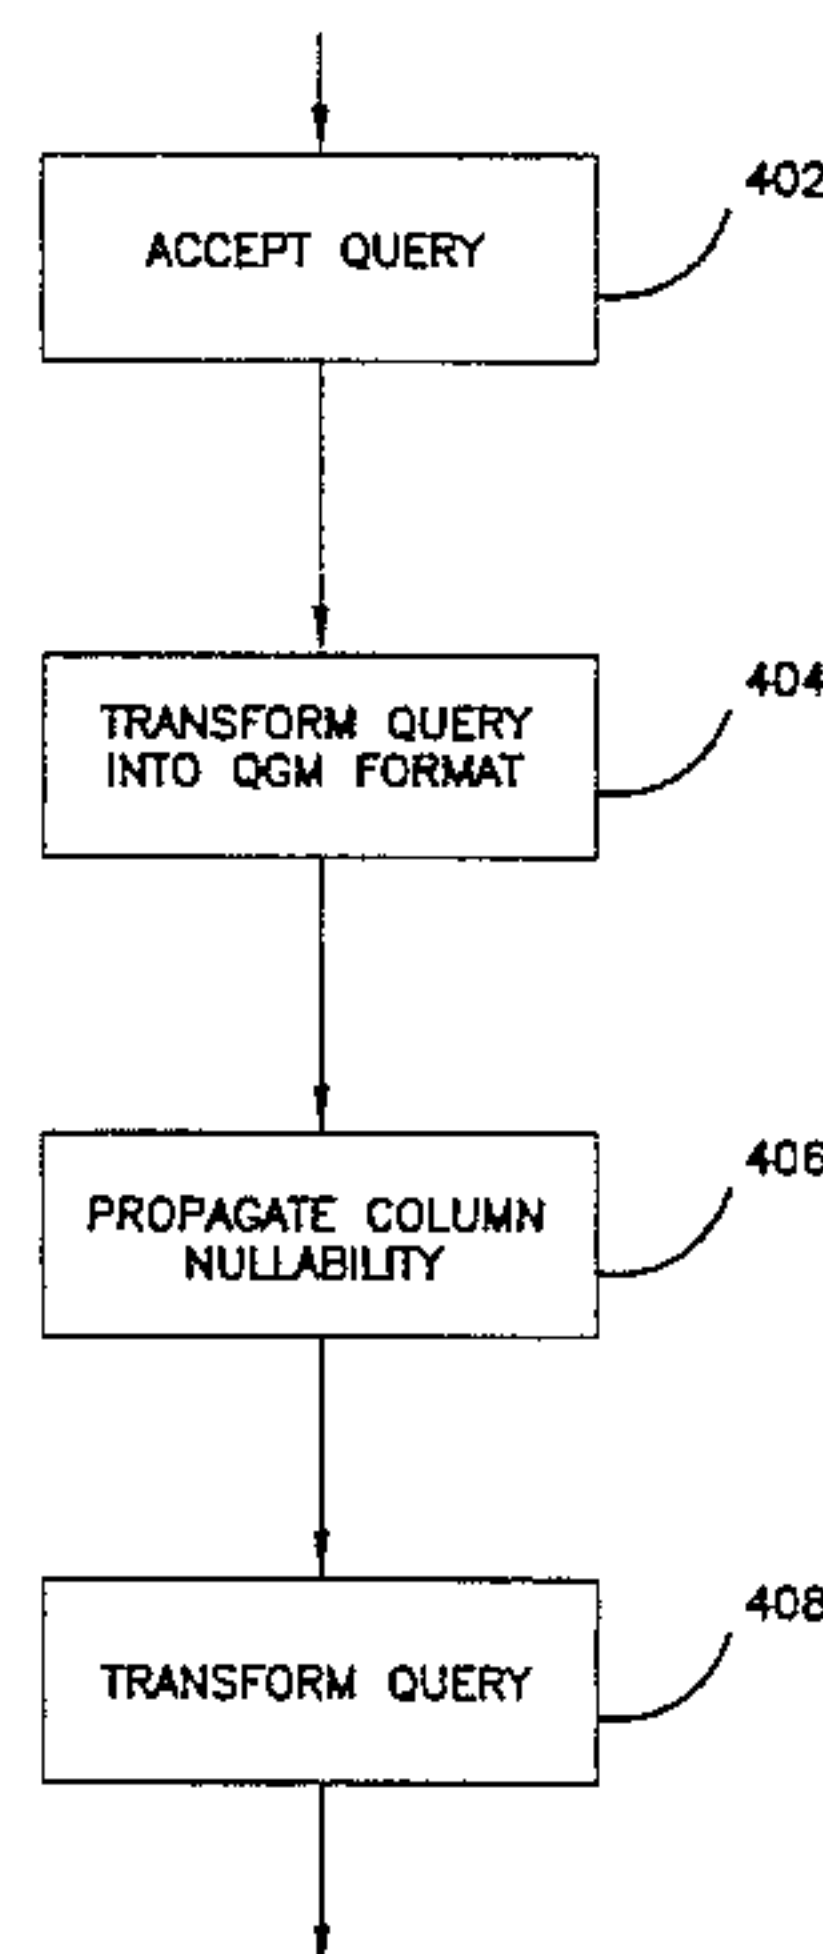 402
ACCEPT QUERY
404
TRANSFORM QUERY
INTO QGM FORMAT
406
PROPAGATE COLUMN
NULLABILITY
408
TRANSFORM QUERY